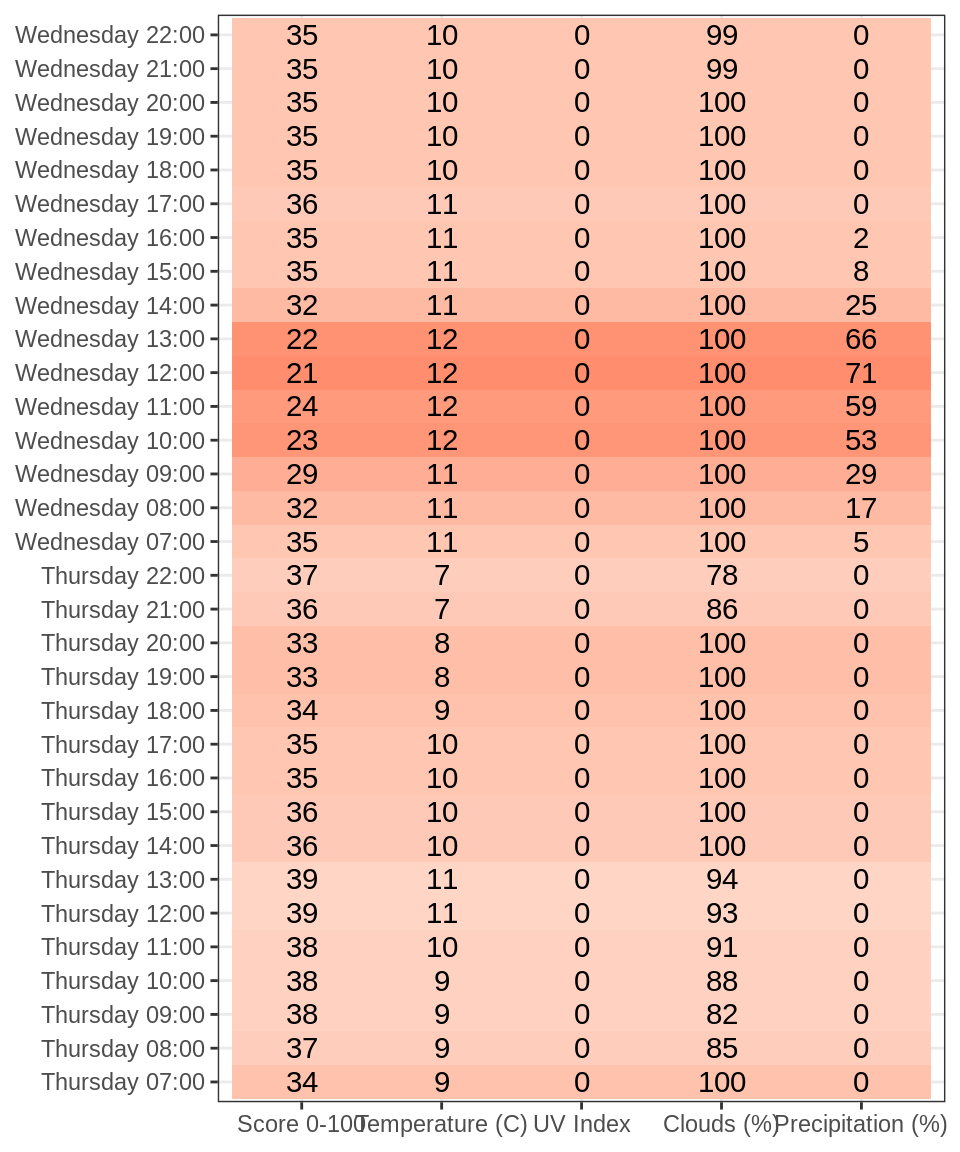 Wednesday 22:00 35 10 0 99 0
Wednesday 21:00 35 10 0 99 0
Wednesday 20:00 35 10 0 100 0
Wednesday 19:00 35 10 0 100 0
Wednesday 18:00 35 10 0 100 0
Wednesday 17:00 36 11 0 100 0
Wednesday 16:00 35 11 0 100 2
Wednesday 15:00 35 11 0 100 8
Wednesday 14:00 32 11 0 100 25
Wednesday 13:00 22 12 0 100 66
Wednesday 12:00 21 12 0 100 71
Wednesday 11:00 24 12 0 100 59
Wednesday 10:00 23 12 0 100 53
Wednesday 09:00 29 11 0 100 29
Wednesday 08:00 32 11 0 100 17
Wednesday 07:00 35 11 0 100 5
Thursday 22:00 37 7 0 78 0
Thursday 21:00 36 7 0 86 0
Thursday 20:00 33 8 0 100 0
Thursday 19:00 33 8 0 100 0
Thursday 18:00 34 9 0 100 0
Thursday 17:00 35 10 0 100 0
Thursday 16:00 35 10 0 100 0
Thursday 15:00 36 10 0 100 0
Thursday 14:00 36 10 0 100 0
Thursday 13:00 39 11 0 94 0
Thursday 12:00 39 11 0 93 0
Thursday 11:00 38 10 0 91 0
Thursday 10:00 38 9 0 88 0
Thursday 09:00 38 9 0 82 0
Thursday 08:00 37 9 0 85 0
Thursday 07:00 34 9 0 100 0
Score 0-100 Temperature (C) UV Index Clouds (%) Precipitation (%)